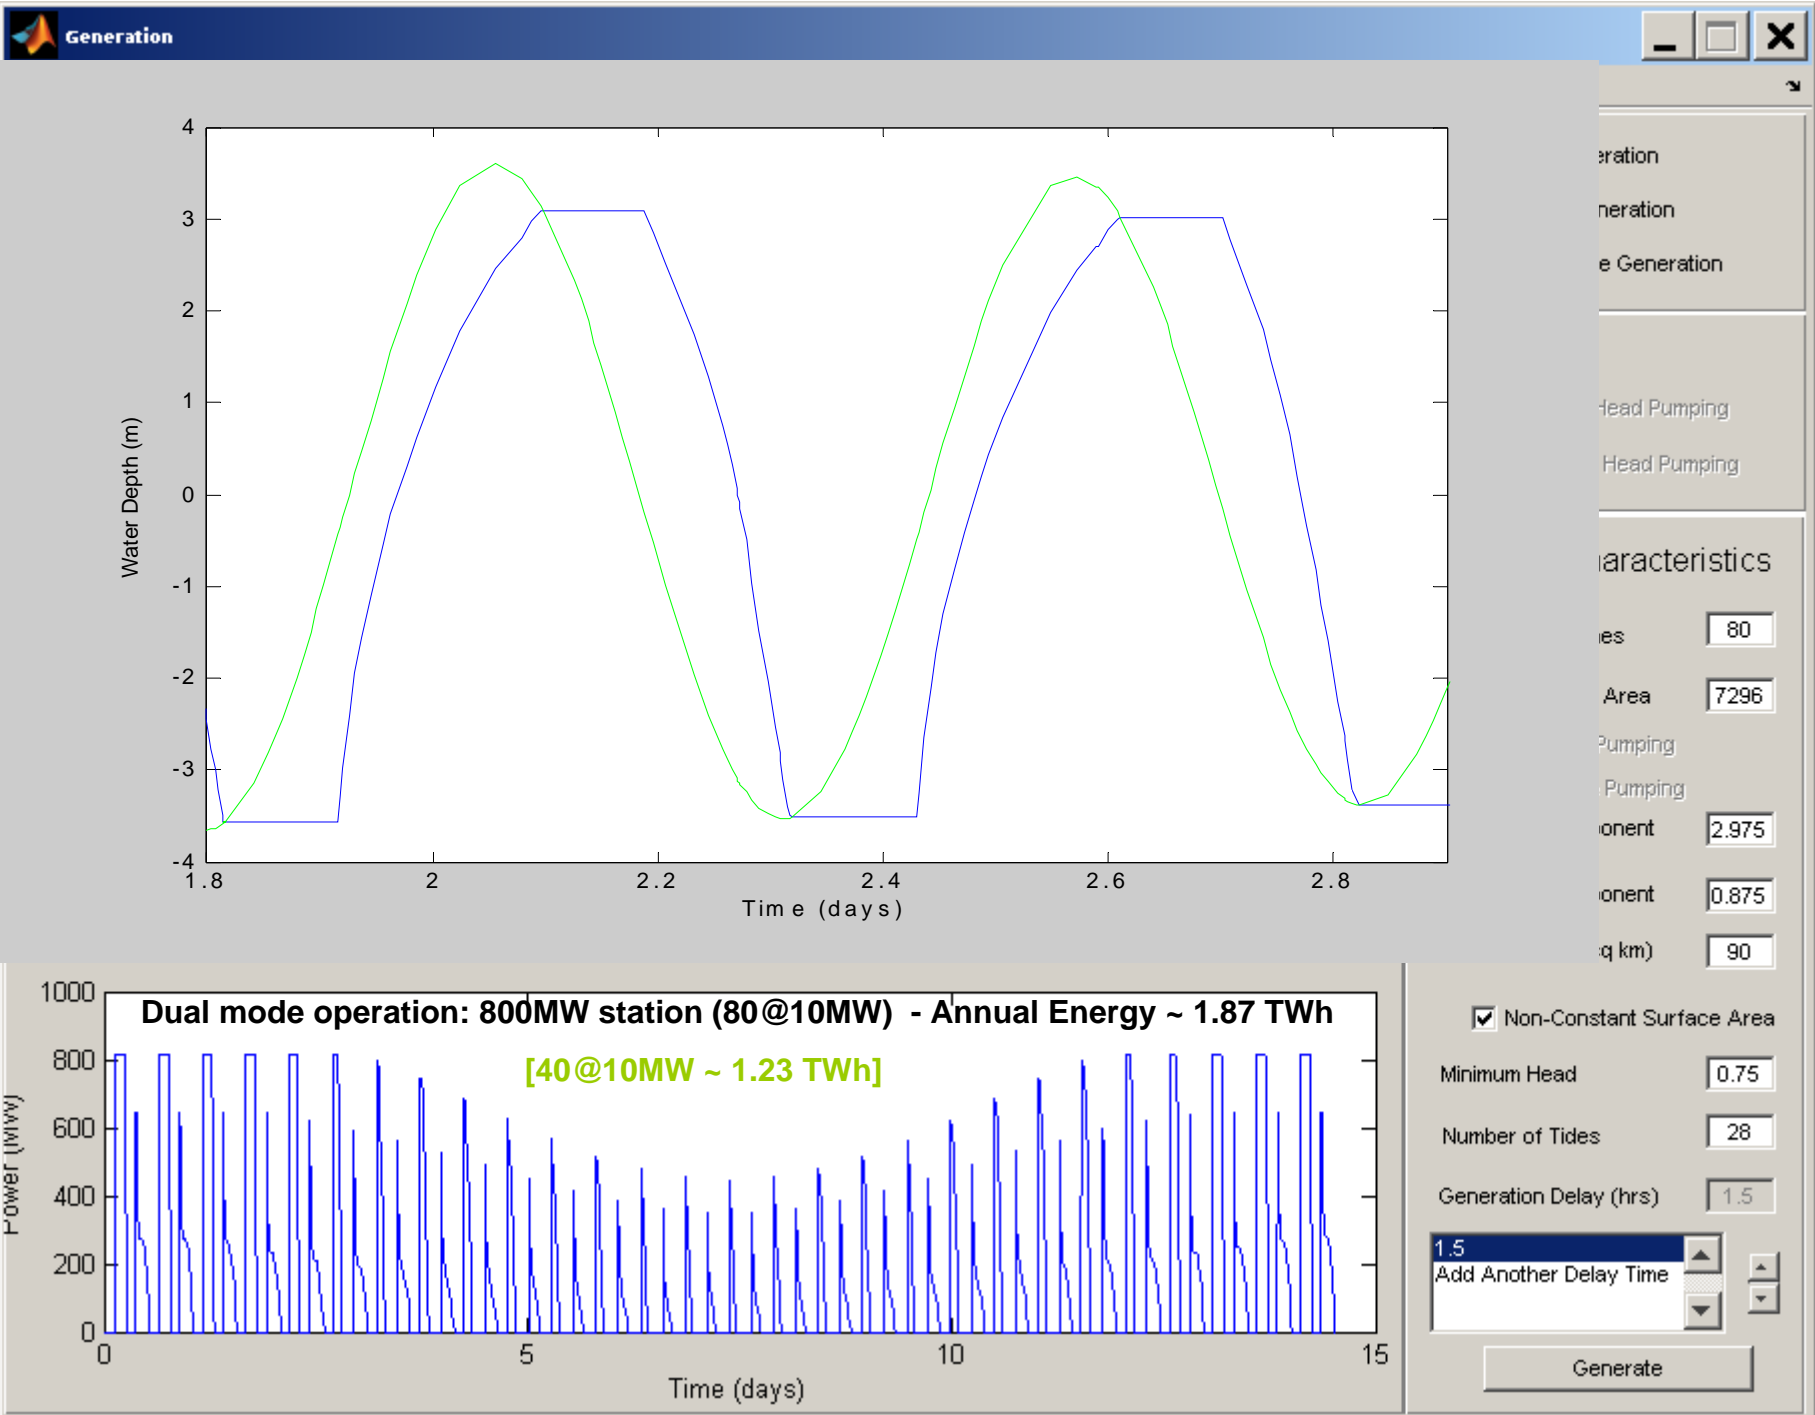 Generation
4
3
2
1
0
-1
-2
-3
-4
Water Depth (m)
1.8
2
2.2
2.4
2.6
2.8
Time (days)
eration
neration
e Generation
Head Pumping
Head Pumping
aracteristics
es 80
Area 7296
Pumping
Pumping
onent 2.975
onent 0.875
q km) 90
Non-Constant Surface Area
Minimum Head 0.75
Number of Tides 28
Generation Delay (hrs) 1.5
1.5
Add Another Delay Time
Generate
Dual mode operation: 800MW station (80@10MW) - Annual Energy ~ 1.87 TWh
[40@10MW ~ 1.23 TWh]
1000
800
600
400
200
0
Power (MW)
0
5
10
15
Time (days)